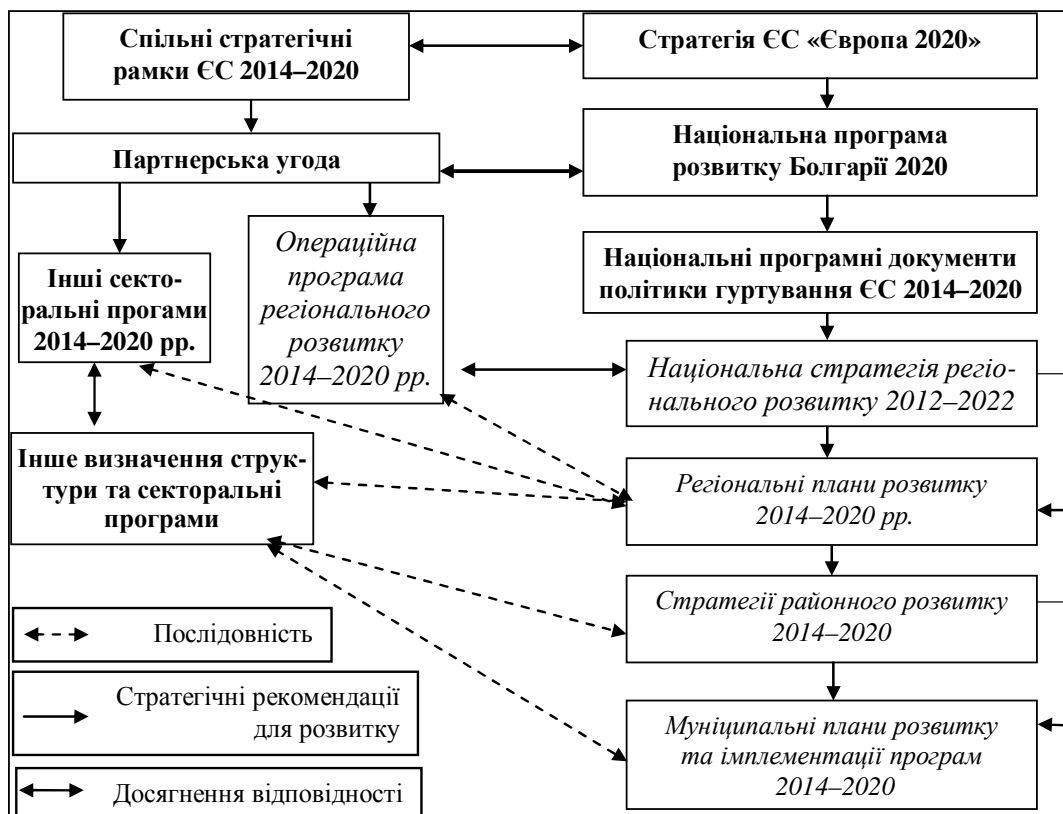 Спільні стратегічні
рамки ЄС 2014–2020
Стратегія ЄС «Європа 2020»
Партнерська угода
Національна програма
розвитку Болгарії 2020
Операційна
програма
регіонального
розвитку
2014–2020 рр.
Інші секто-
ральні прогами
2014–2020 рр.
Національні програмні документи
політики гуртування ЄС 2014–2020
Національна стратегія регіо-
нального розвитку 2012–2022
Інше визначення струк-
тури та секторальні
програми
Регіональні плани розвитку
2014–2020 рр.
Стратегії районного розвитку
2014–2020
Муніципальні плани розвитку
та імплементації програм
2014–2020
Послідовність
Стратегічні рекомендації
для розвитку
Досягнення відповідності